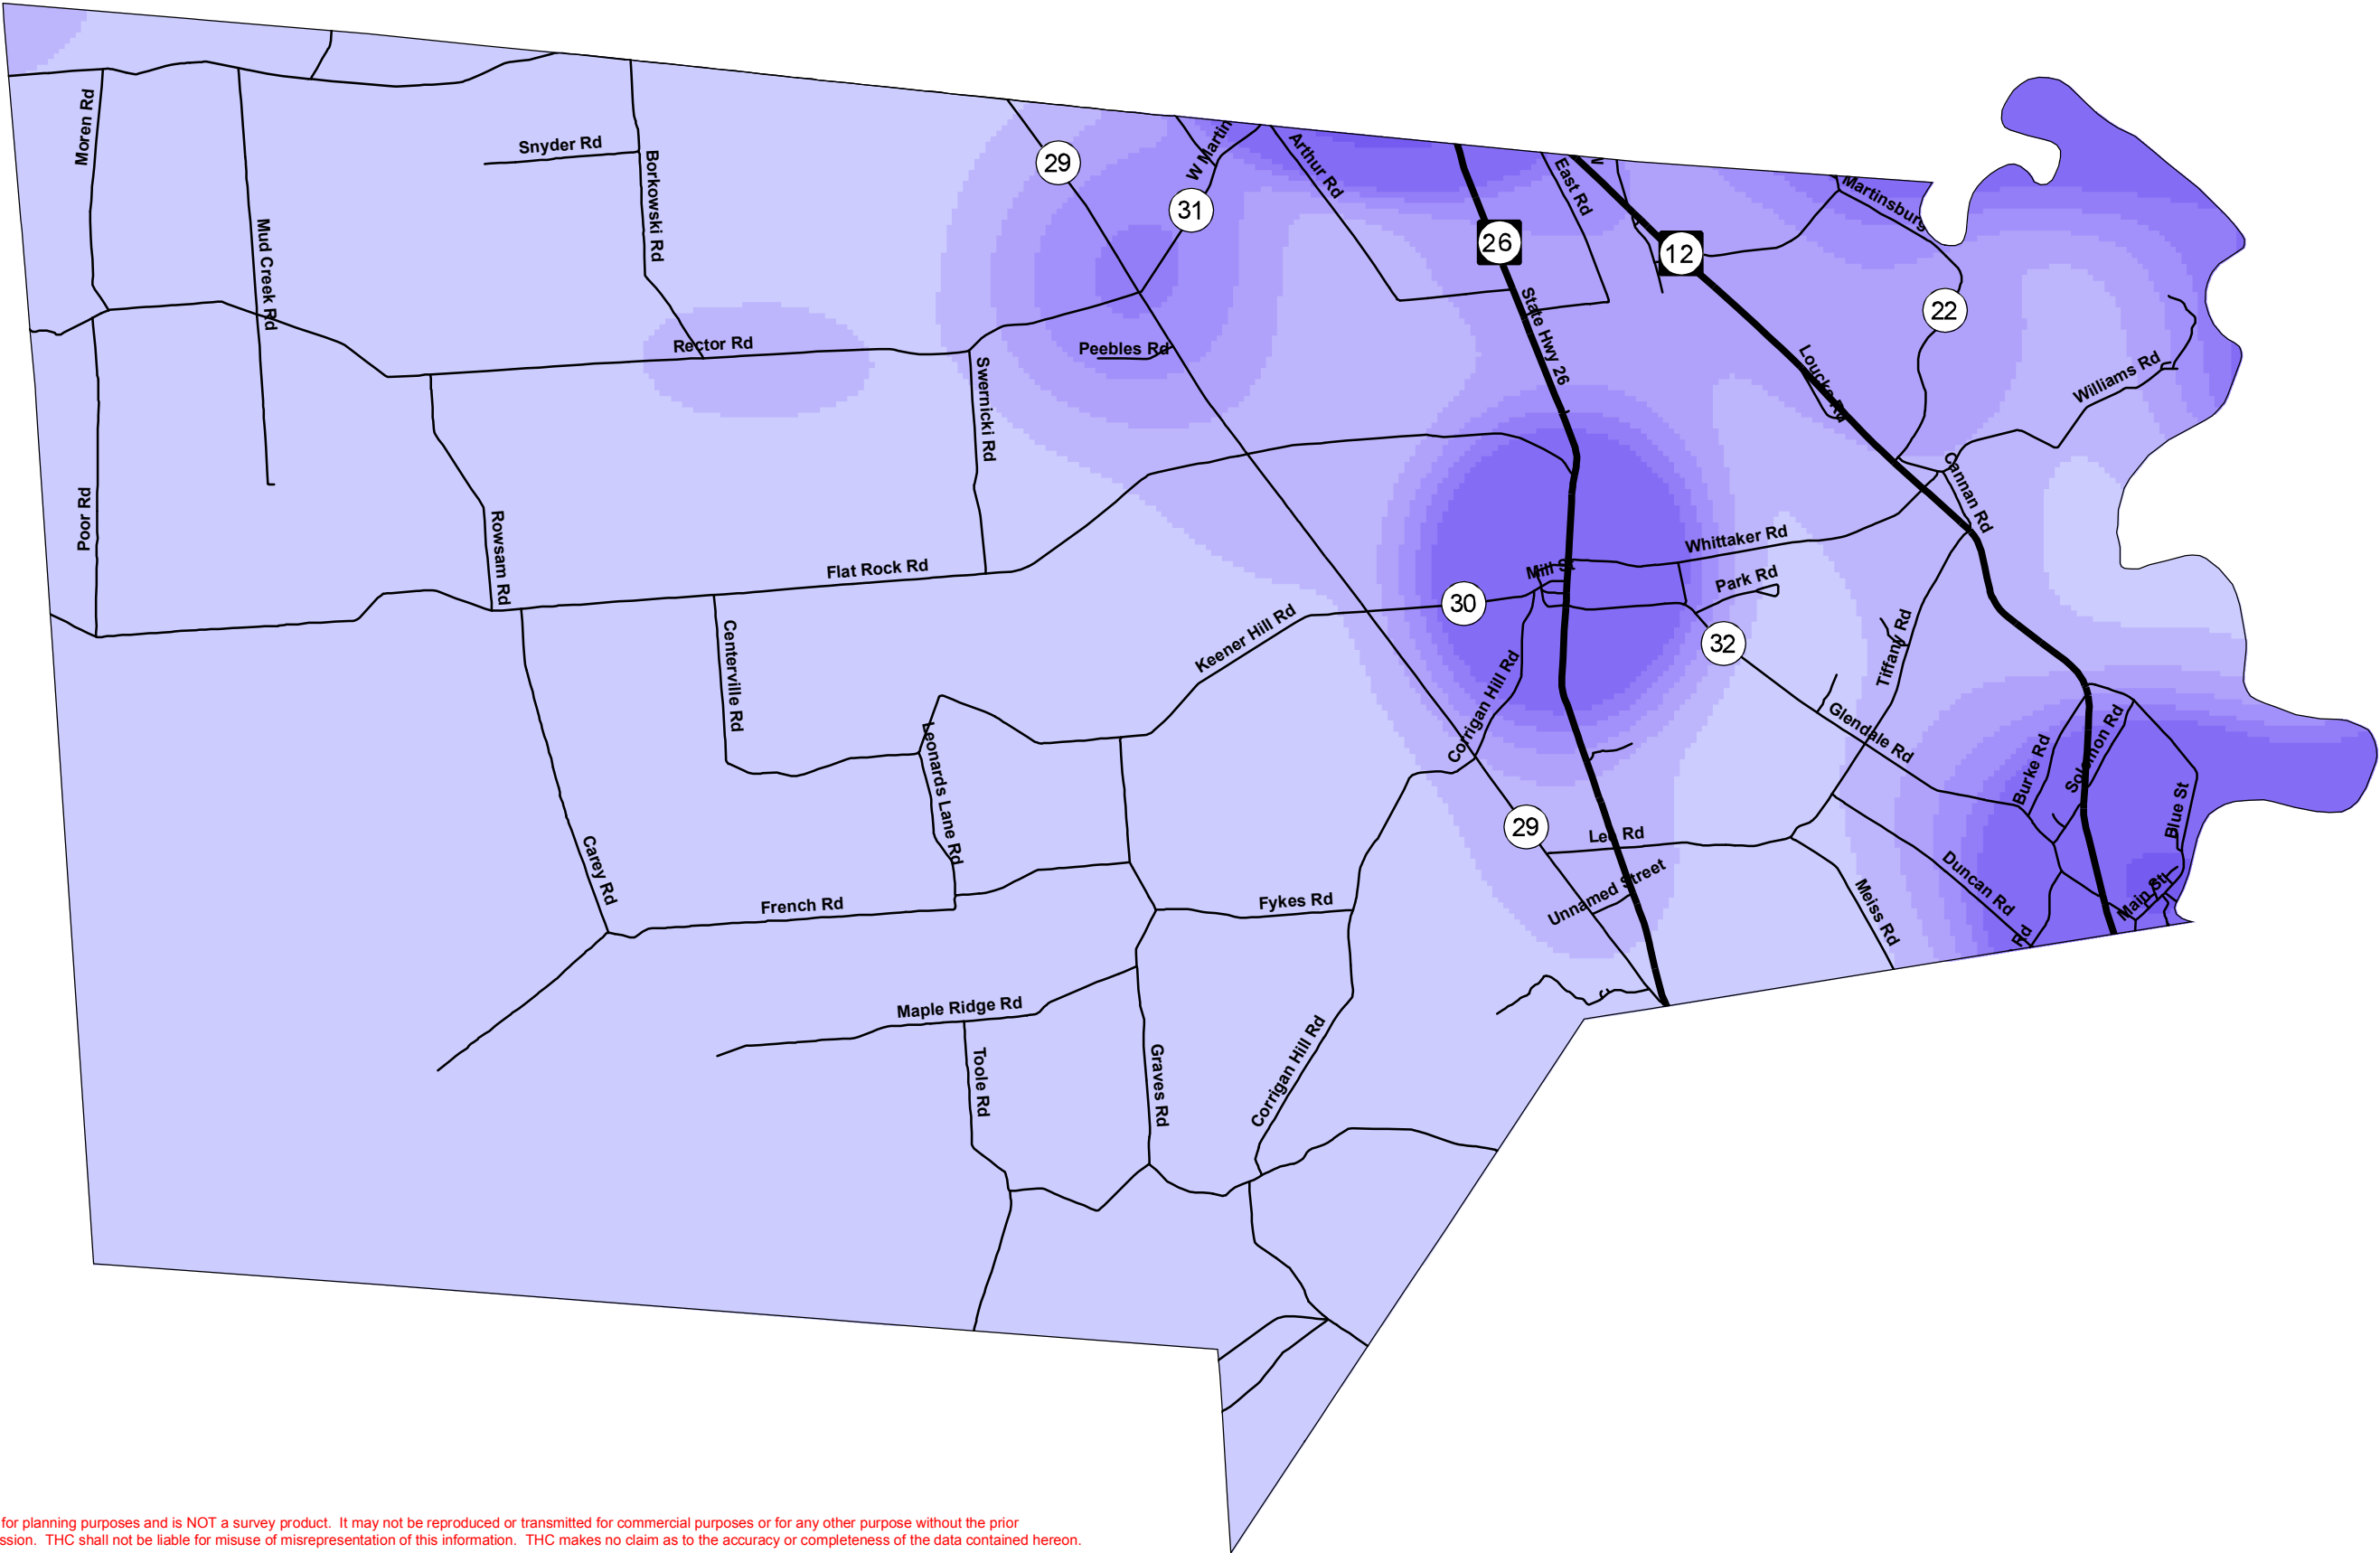 Moren Rd
Snyder Rd
Borkowski Rd
Mud Creek Rd
29
W Martin
31
Arthur Rd
East Rd
26
12
Martinsburg
22
State Hwy 26
Rector Rd
Peebles Rd
Swernicki Rd
Loucks Rd
Williams Rd
Poor Rd
Rowsam Rd
Cannan Rd
Flat Rock Rd
Mill St
Whittaker Rd
Park Rd
30
32
Centerville Rd
Keener Hill Rd
Corrigan Hill Rd
Tiffany Rd
Glendale Rd
Leonards Lane Rd
Burke Rd
Solomon Rd
Blue St
29
Carey Rd
French Rd
Fykes Rd
Unnamed Street
Meiss Rd
Duncan Rd
Main St
Rd
Maple Ridge Rd
Toole Rd
Graves Rd
Corrigan Hill Rd
for planning purposes and is NOT a survey product. It may not be reproduced or transmitted for commercial purposes or for any other purpose without the prior
ssion. THC shall not be liable for misuse of misrepresentation of this information. THC makes no claim as to the accuracy or completeness of the data contained hereon.